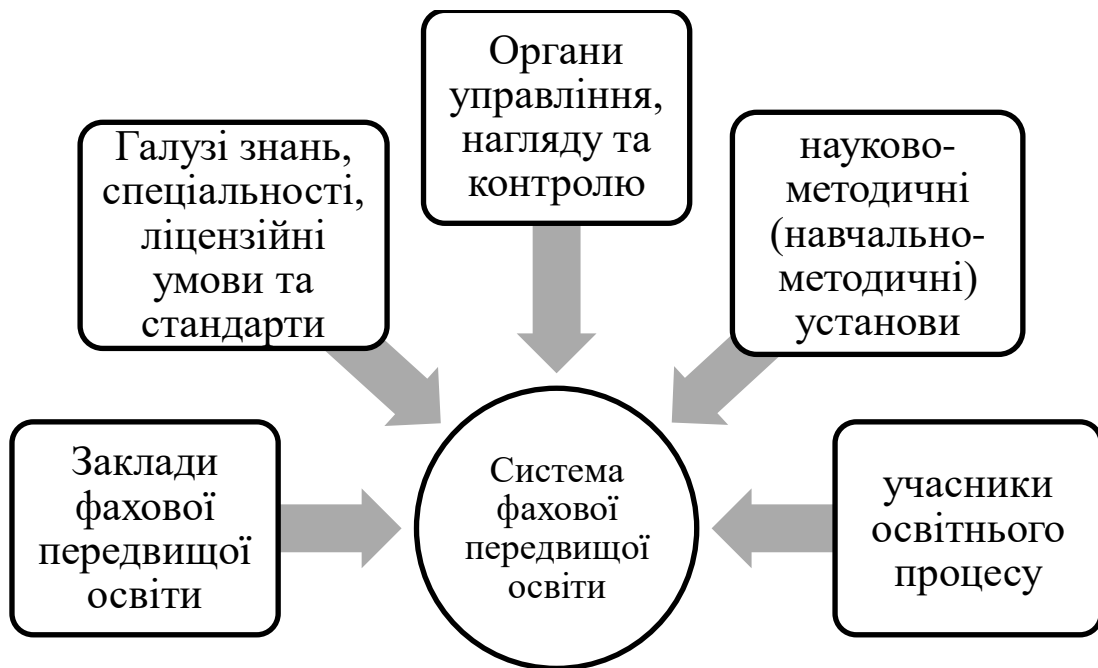 Органи
управління,
нагляду та
контролю
Галузі знань,
спеціальності,
ліцензійні
умови та
стандарти
науково-
методичні
(навчально-
методичні)
установи
Заклади
фахової
передвищої
освіти
Система
фахової
передвищої
освіти
учасники
освітнього
процесу